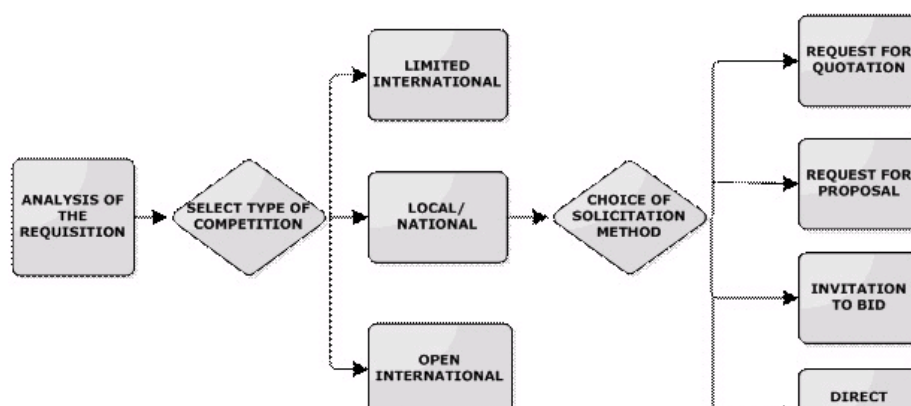 ANALYSIS OF
THE
REQUISITION
SELECT TYPE OF
COMPETITION
LIMITED
INTERNATIONAL
LOCAL/
NATIONAL
OPEN
INTERNATIONAL
CHOICE OF
SOLICITATION
METHOD
REQUEST FOR
QUOTATION
REQUEST FOR
PROPOSAL
INVITATION
TO BID
DIRECT